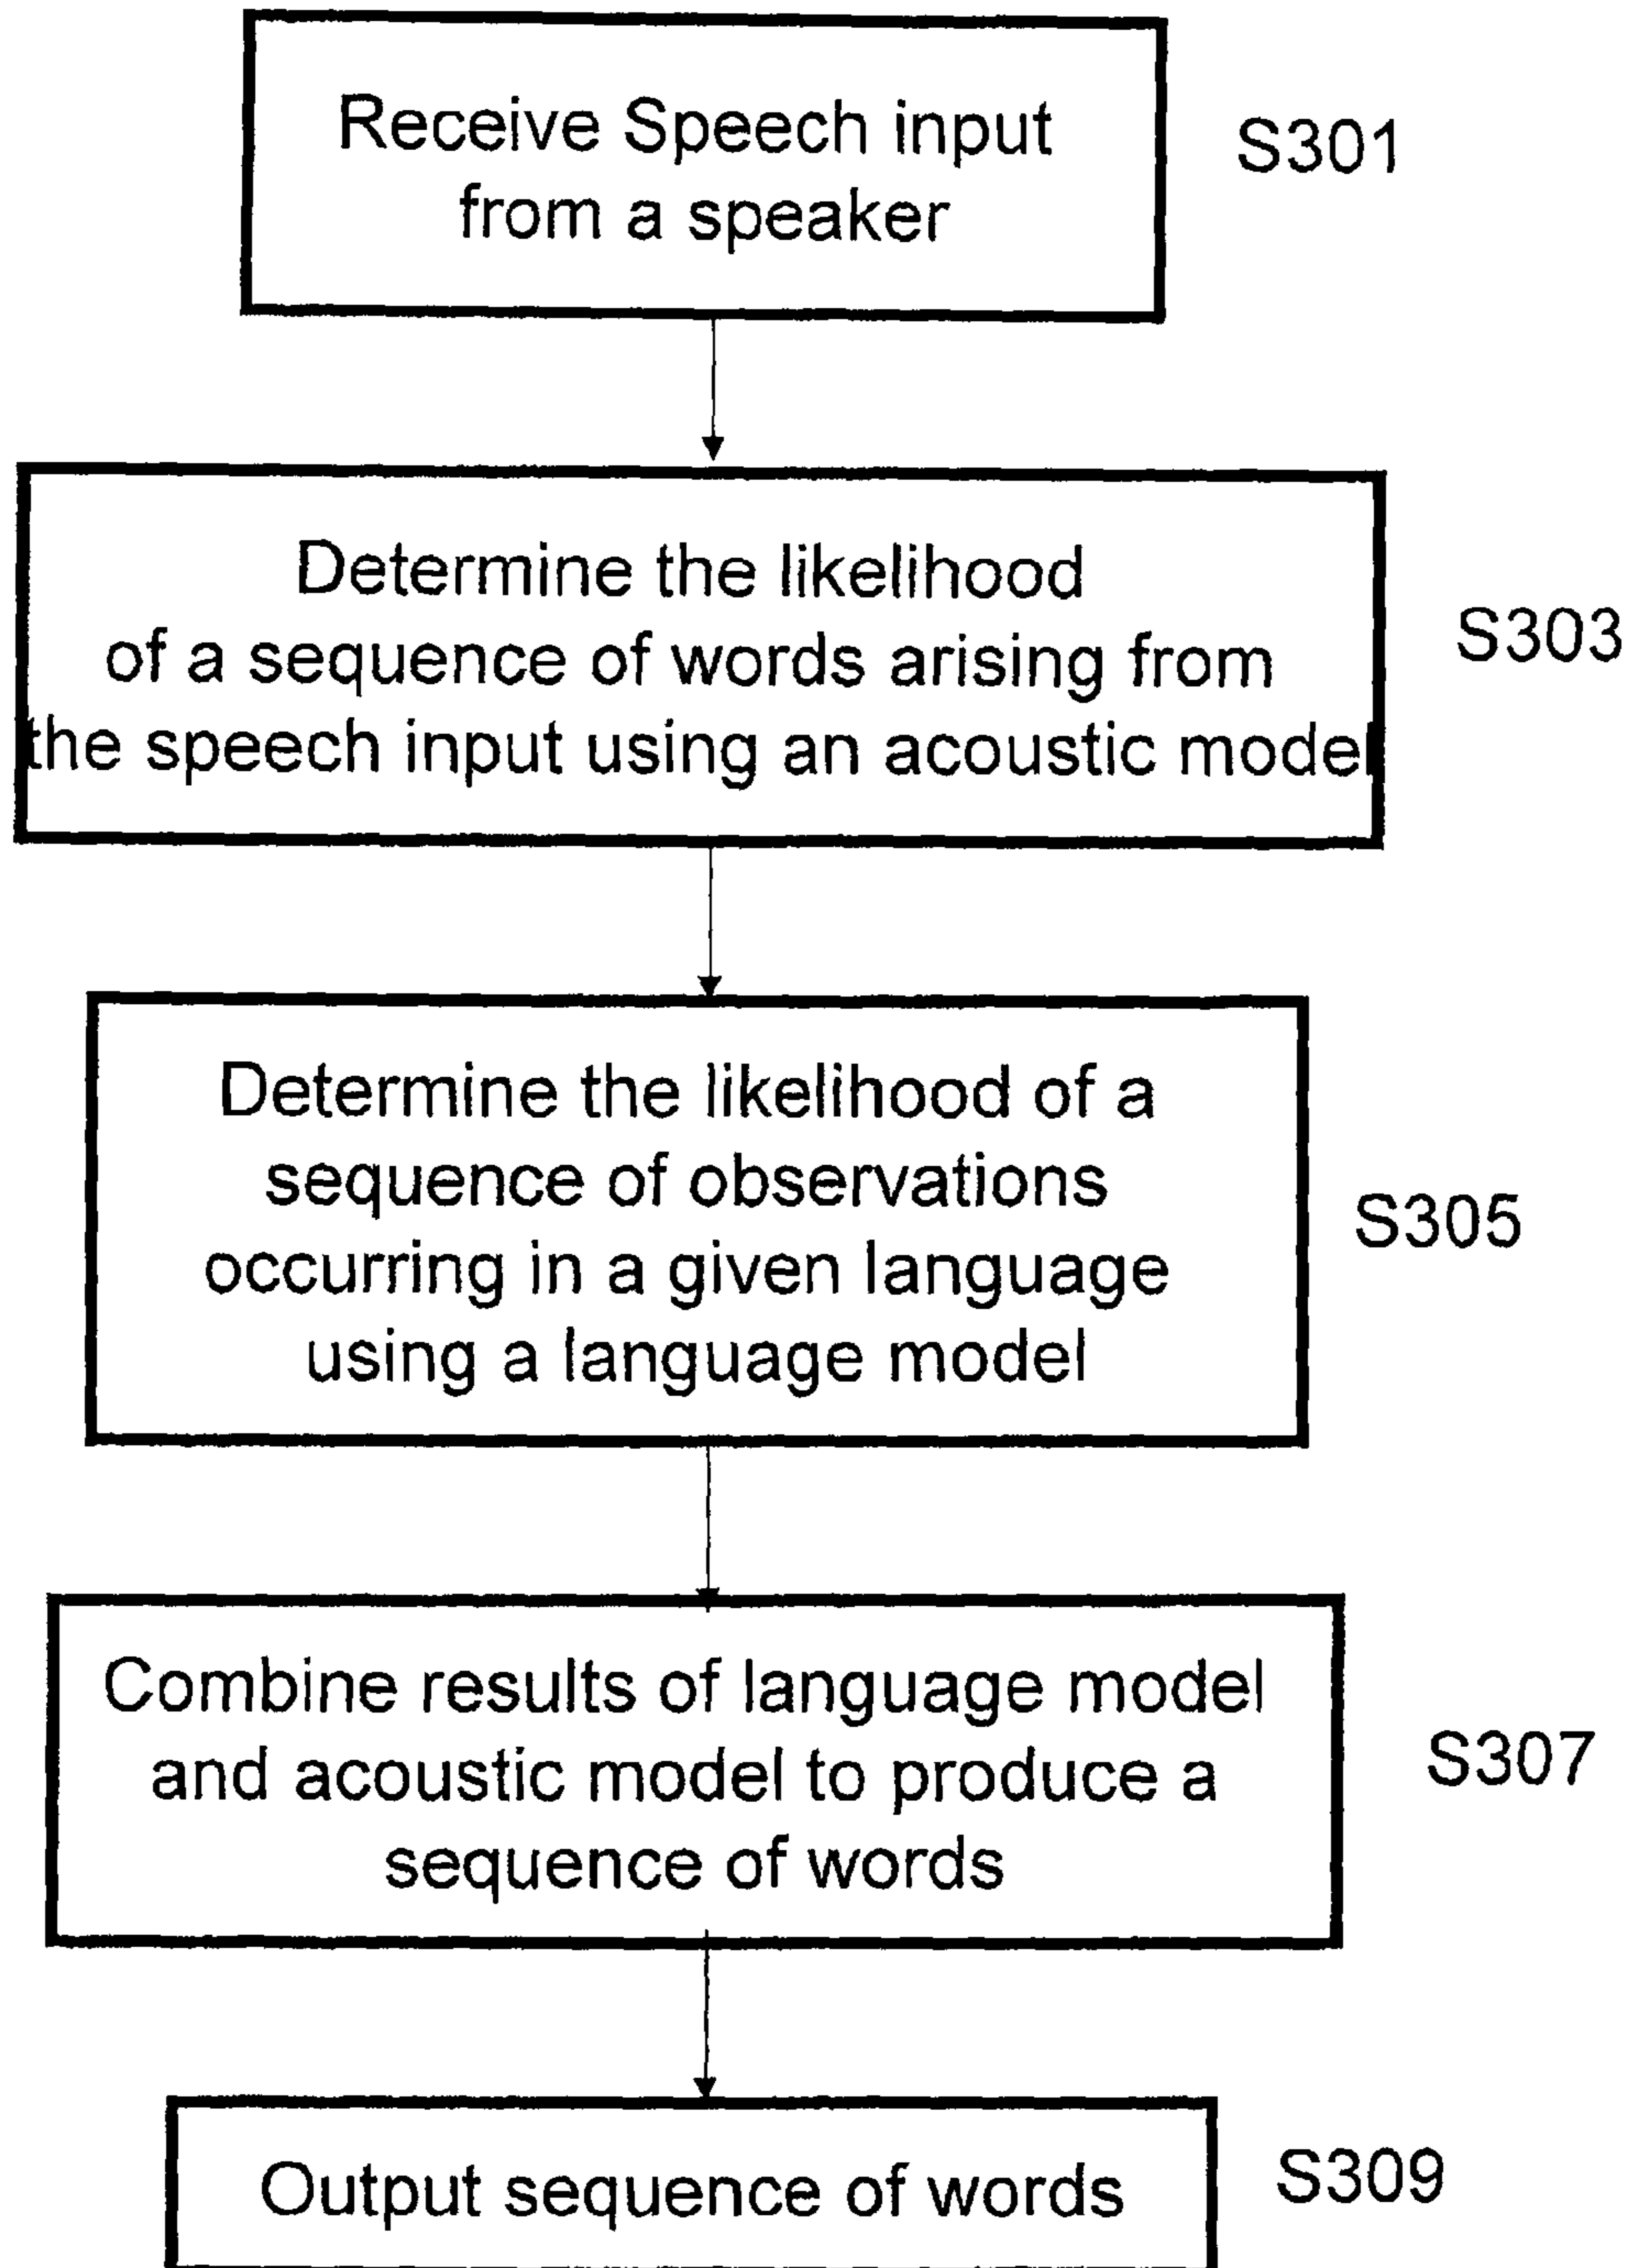 Receive Speech input
from a speaker
S301
Determine the likelihood
of a sequence of words arising from
the speech input using an acoustic model
S303
Determine the likelihood of a
sequence of observations
occurring in a given language
using a language model
S305
Combine results of language model
and acoustic model to produce a
sequence of words
S307
Output sequence of words
S309